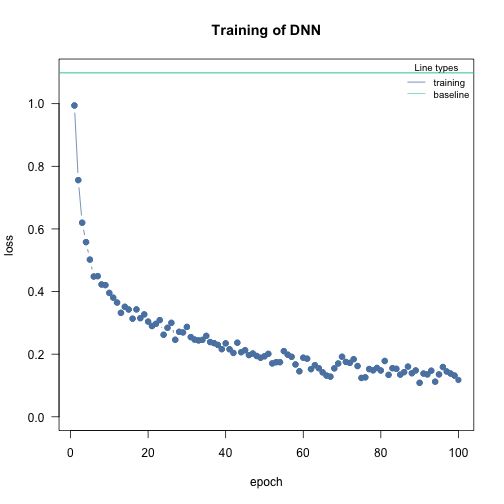 Training of DNN
Line types
training
baseline
1.0
0.8
0.6
0.4
0.2
0.0
loss
0 20 40 60 80 100
epoch